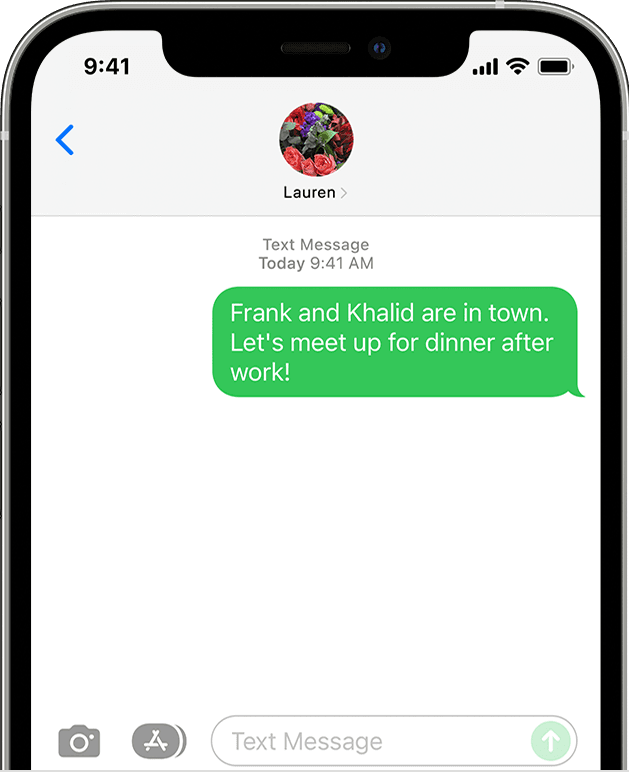 9:41
Lauren
Text Message
Today 9:41 AM
Frank and Khalid are in town.
Let's meet up for dinner after
work!
Text Message